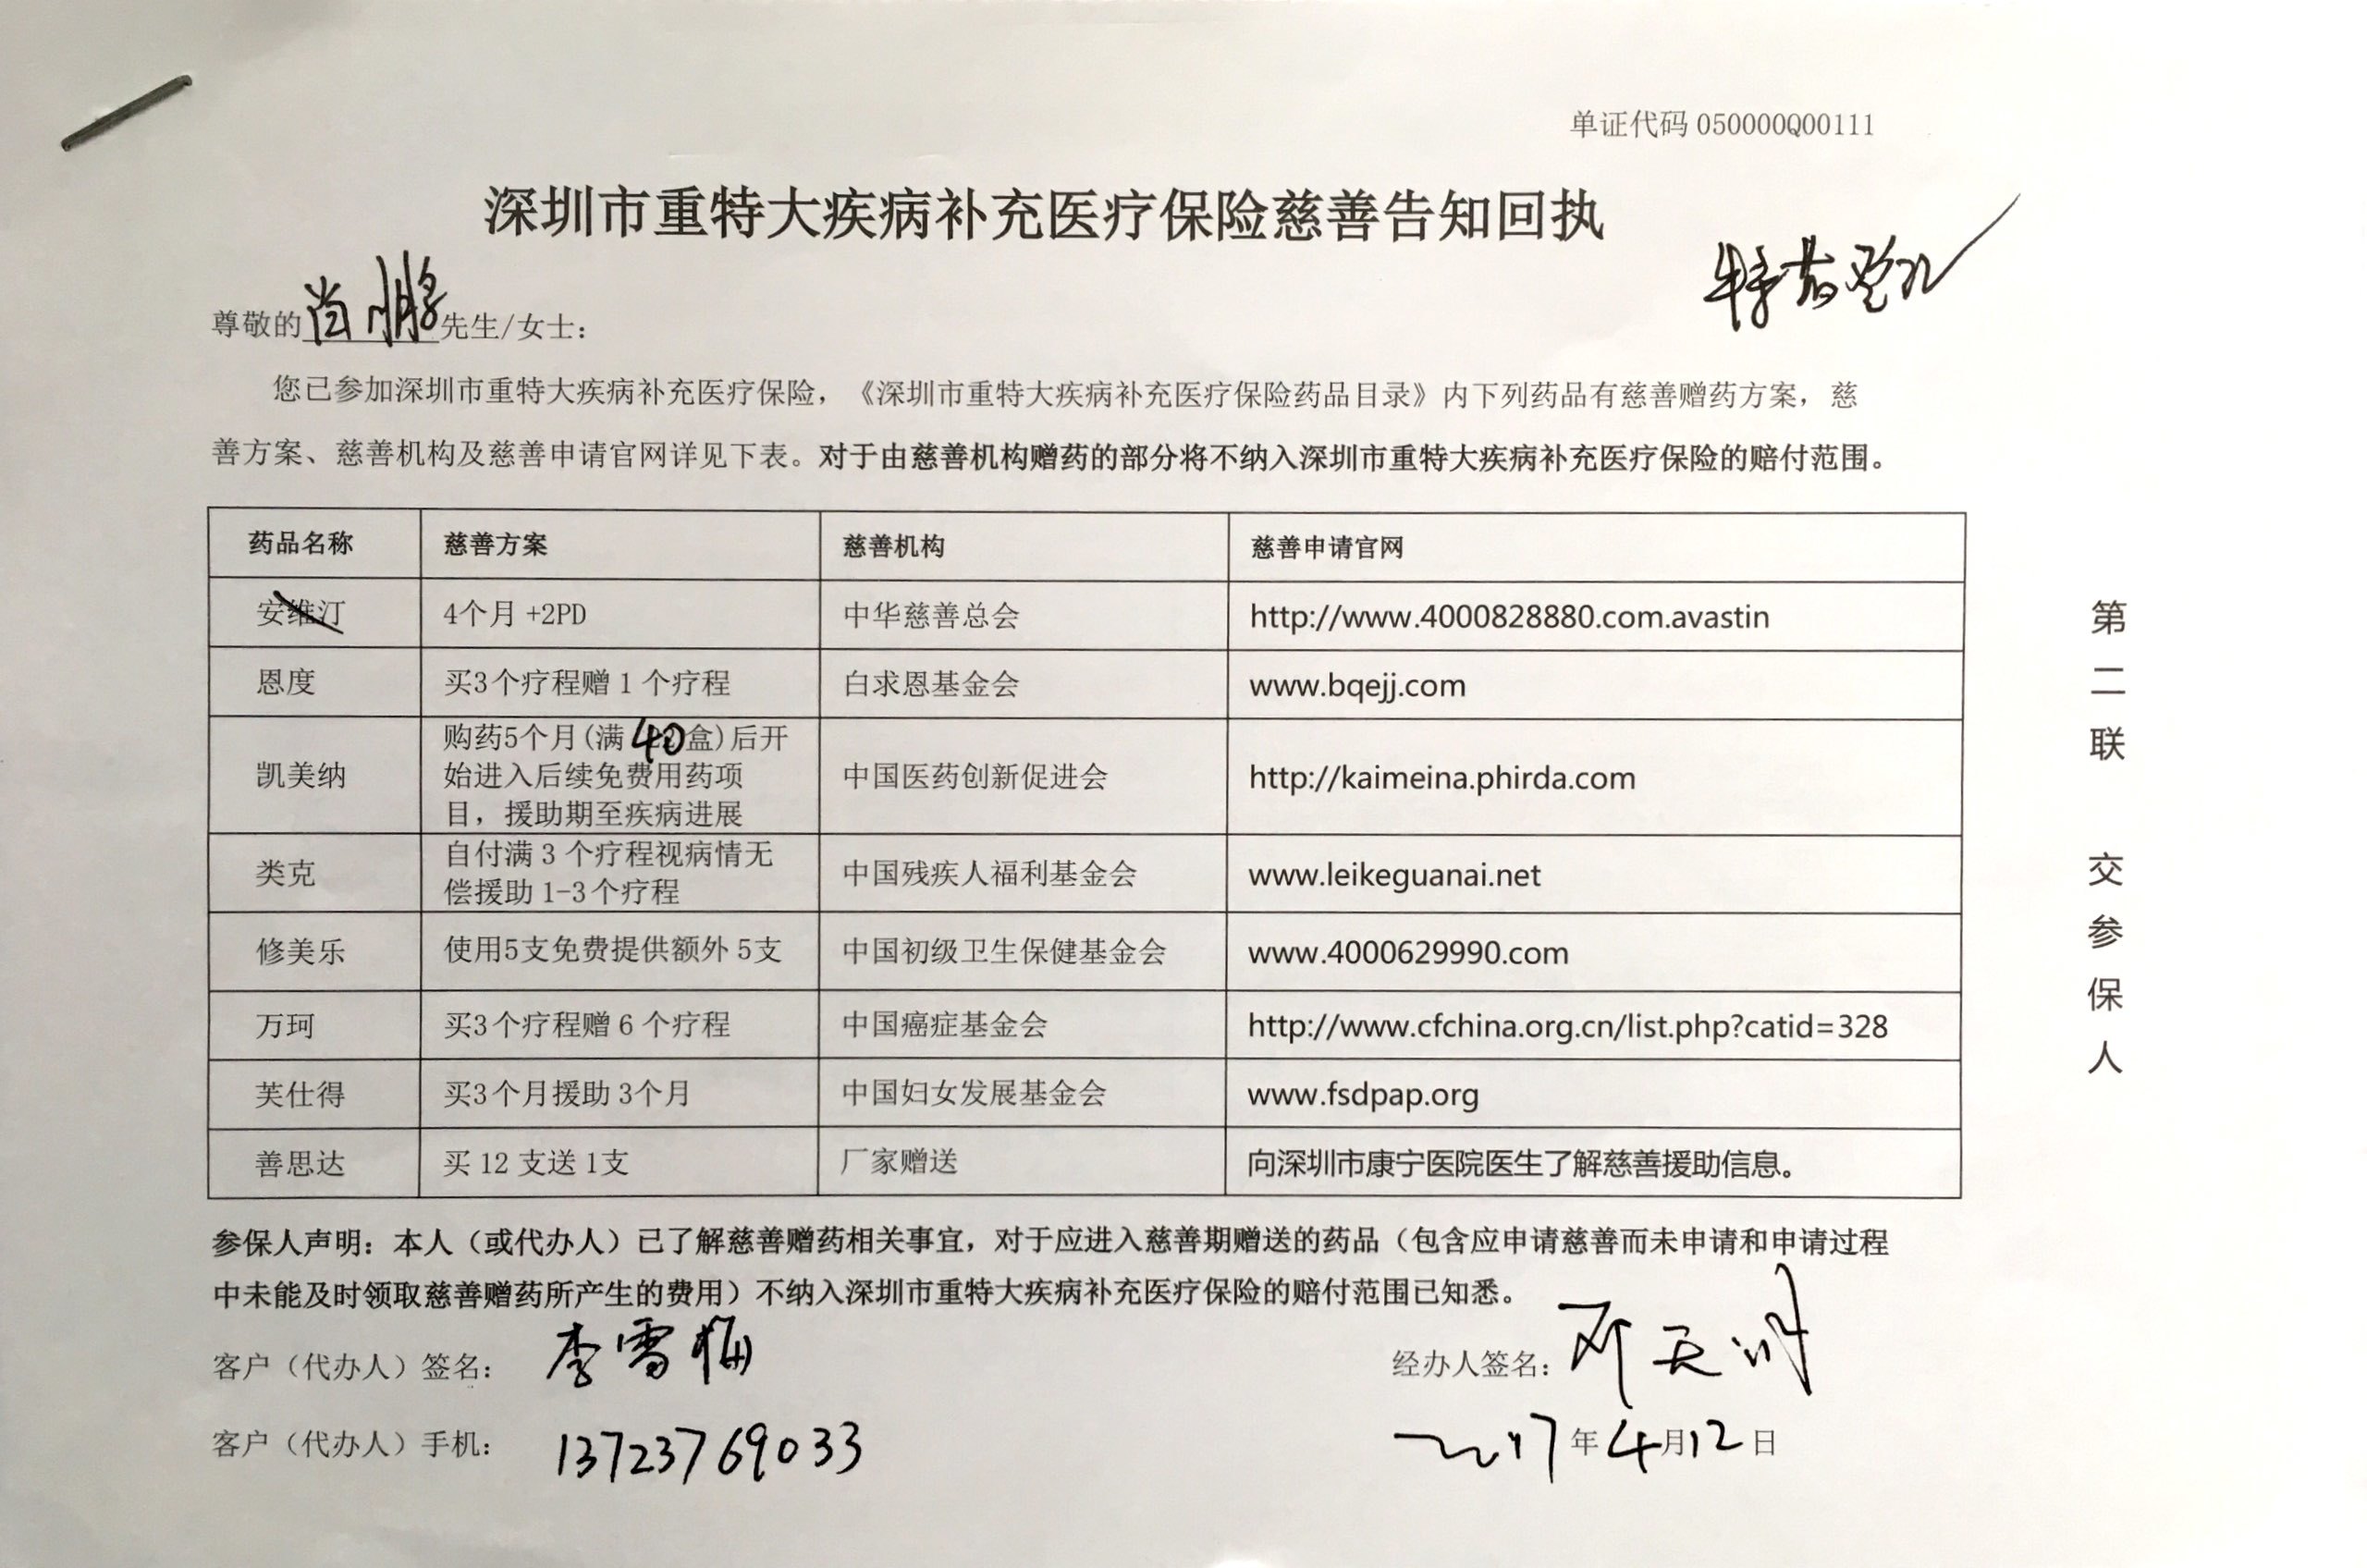 单证代码 050000Q00111
深圳市重特大疾病补充医疗保险慈善告知回执
尊敬的肖鹏先生/女士：
特药登记
您已参加深圳市重特大疾病补充医疗保险，《深圳市重特大疾病补充医疗保险药品目录》内下列药品有慈善赠药方案，慈
善方案、慈善机构及慈善申请官网详见下表。对于由慈善机构赠药的部分将不纳入深圳市重特大疾病补充医疗保险的赔付范围。
药品名称 慈善方案 慈善机构 慈善申请官网
安维汀 4个月+2PD 中华慈善总会 http://www.4000828880.com.avastin
恩度 买3个疗程赠1个疗程 白求恩基金会 www.bqejj.com
凯美纳 购药5个月(满40盒)后开
始进入后续免费用药项 中国医药创新促进会 http://kaimeina.phirda.com
目，援助期至疾病进展
类克 自付满3个疗程视病情无
偿援助1-3个疗程 中国残疾人福利基金会 www.leikeguanai.net
修美乐 使用5支免费提供额外5支 中国初级卫生保健基金会 www.4000629990.com
万珂 买3个疗程赠6个疗程 中国癌症基金会 http://www.cfchina.org.cn/list.php?catid=328
芙仕得 买3个月援助3个月 中国妇女发展基金会 www.fsdpap.org
善思达 买12支送1支 厂家赠送 向深圳市康宁医院医生了解慈善援助信息。
参保人声明：本人（或代办人）已了解慈善赠药相关事宜，对于应进入慈善期赠送的药品（包含应申请慈善而未申请和申请过程
中未能及时领取慈善赠药所产生的费用）不纳入深圳市重特大疾病补充医疗保险的赔付范围已知悉。
客户（代办人）签名：李雪梅
经办人签名：
客户（代办人）手机：13723769033
2017年4月12日
第二联 交参保人